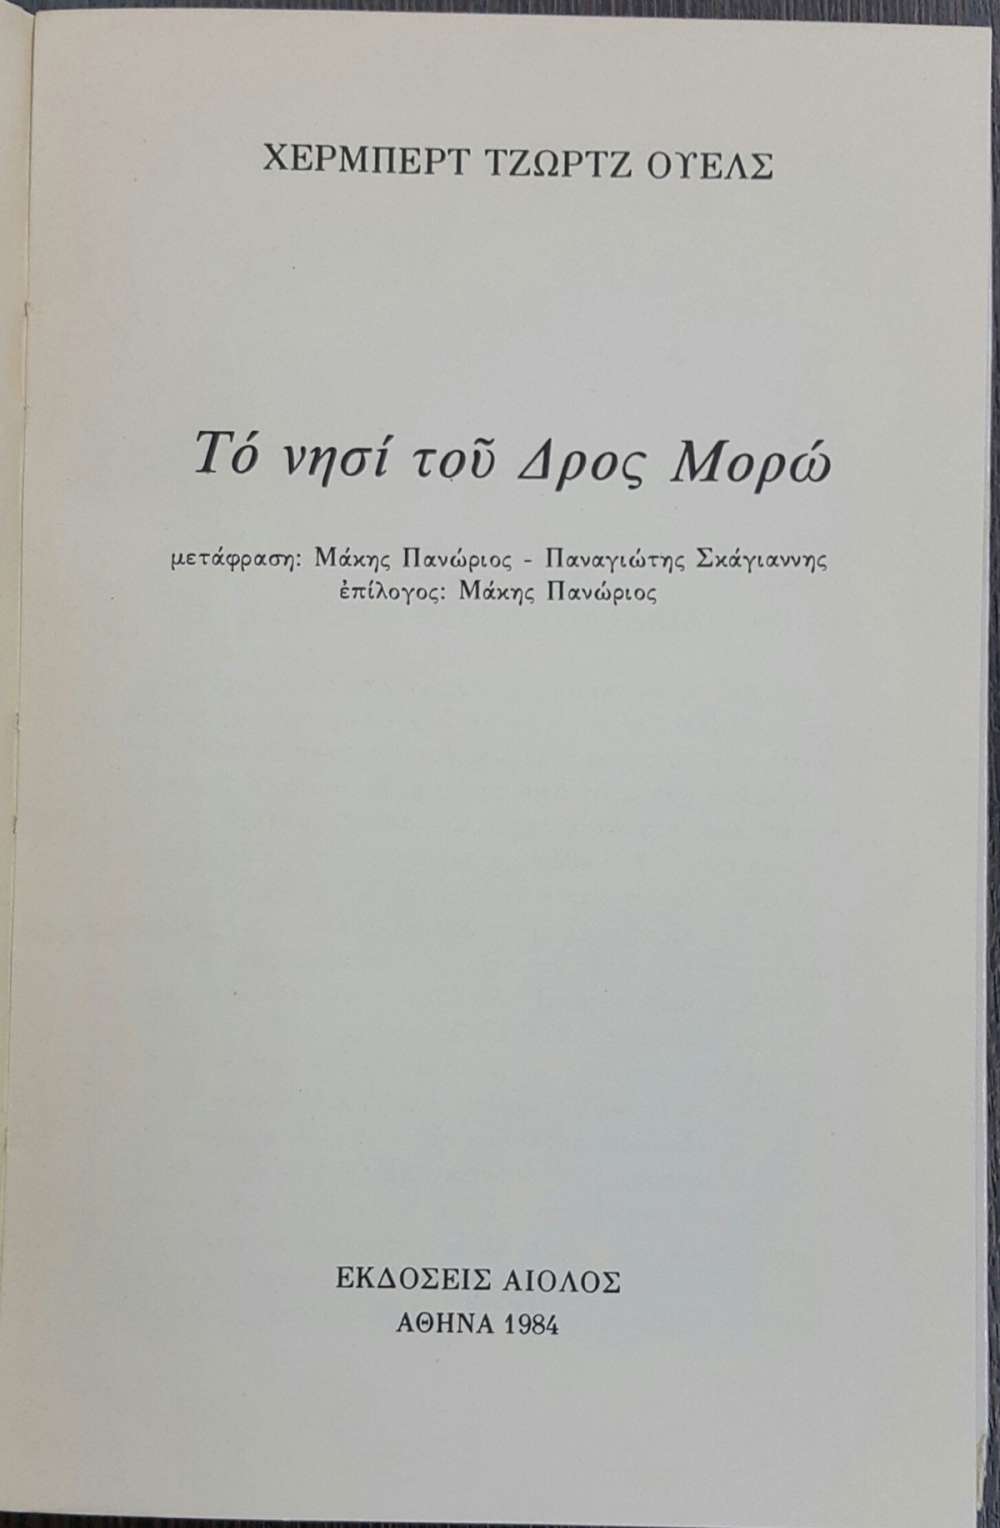 ΧΕΡΜΠΕΡΤ ΤΖΩΡΤΖ ΟΥΕΛΣ
Τό νησί τοῦ Δρος Μορώ
μετάφραση: Μάκης Πανώριος - Παναγιώτης Σκάγιαννης
ἐπίλογος: Μάκης Πανώριος
ΕΚΔΟΣΕΙΣ ΑΙΟΛΟΣ
ΑΘΗΝΑ 1984